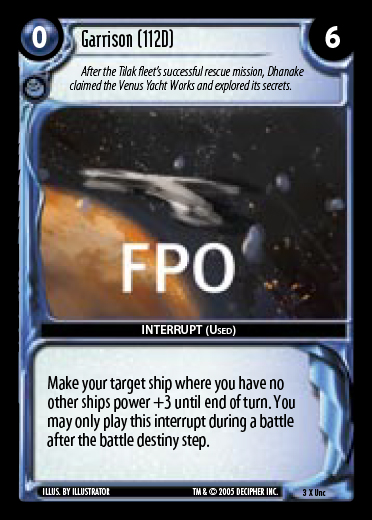 0 Garrison (112D) 6
After the Tilak fleet's successful rescue mission, Dhanake
claimed the Venus Yacht Works and explored its secrets.
FPO
INTERRUPT (USED)
Make your target ship where you have no
other ships power +3 until end of turn. You
may only play this interrupt during a battle
after the battle destiny step.
ILLUS. BY ILLUSTRATOR TM & © 2005 DECIPHER INC. 3 X Unc